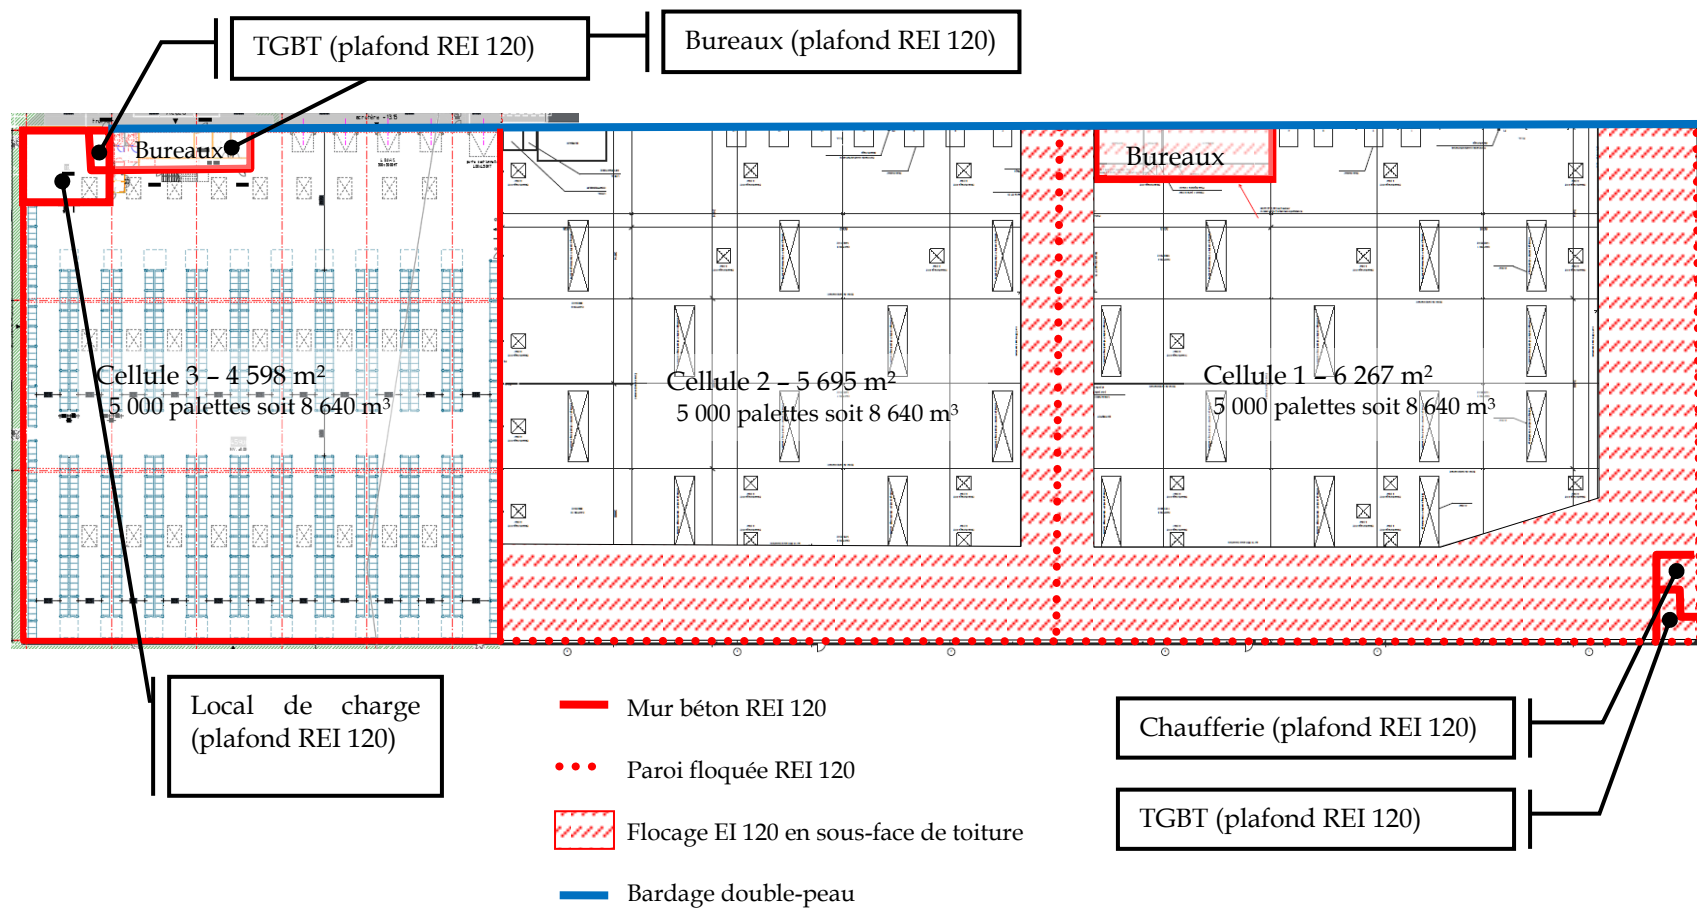 TGBT (plafond REI 120)
Bureaux (plafond REI 120)
Bureaux
Bureaux
Cellule 3 – 4 598 m²
5 000 palettes soit 8 640 m³
Cellule 2 – 5 695 m²
5 000 palettes soit 8 640 m³
Cellule 1 – 6 267 m²
5 000 palettes soit 8 640 m³
Local de charge
(plafond REI 120)
Mur béton REI 120
Paroi floquée REI 120
Flocage EI 120 en sous-face de toiture
Bardage double-peau
Chaufferie (plafond REI 120)
TGBT (plafond REI 120)